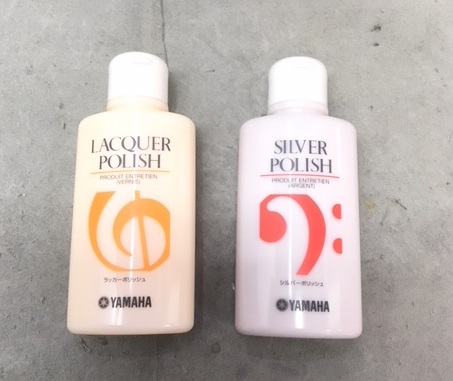 LACQUER
POLISH
PRODUIT ENTRETIEN
(VERNIS)
ラッカーポリッシュ
YAMAHA
SILVER
POLISH
PRODUIT ENTRETIEN
(ARGENT)
シルバーポリッシュ
YAMAHA